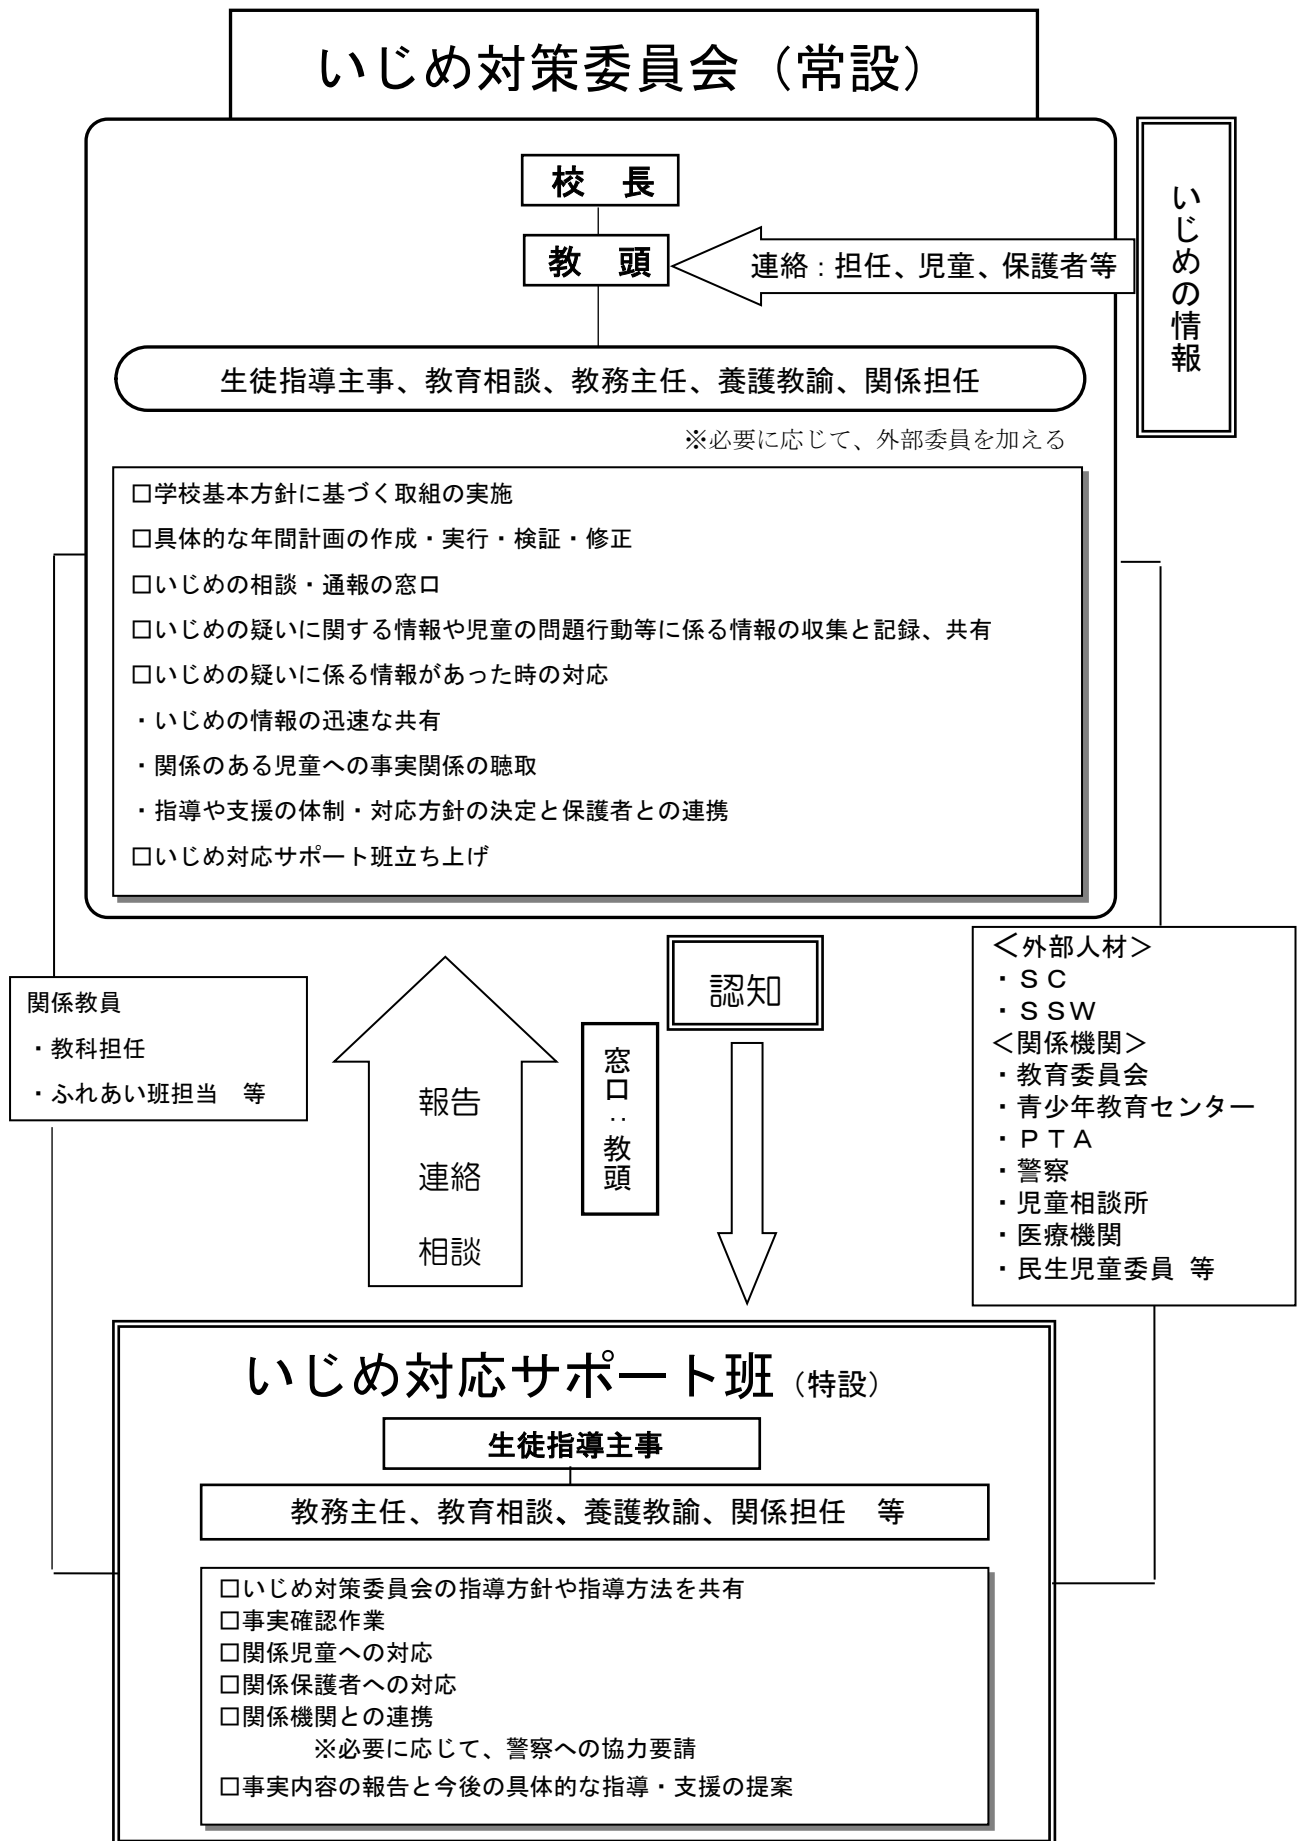 いじめ対策委員会（常設）
校　長
教　頭
連絡：担任、児童、保護者等
いじめの情報
生徒指導主事、教育相談、教務主任、養護教諭、関係担任
※必要に応じて、外部委員を加える
□学校基本方針に基づく取組の実施
□具体的な年間計画の作成・実行・検証・修正
□いじめの相談・通報の窓口
□いじめの疑いに関する情報や児童の問題行動等に係る情報の収集と記録、共有
□いじめの疑いに係る情報があった時の対応
・いじめの情報の迅速な共有
・関係のある児童への事実関係の聴取
・指導や支援の体制・対応方針の決定と保護者との連携
□いじめ対応サポート班立ち上げ
関係教員
・教科担任
・ふれあい班担当　等
報告
連絡
相談
窓口：教頭
認知
＜外部人材＞
・ＳＣ
・ＳＳＷ
＜関係機関＞
・教育委員会
・青少年教育センター
・ＰＴＡ
・警察
・児童相談所
・医療機関
・民生児童委員 等
いじめ対応サポート班（特設）
生徒指導主事
教務主任、教育相談、養護教諭、関係担任　等
□いじめ対策委員会の指導方針や指導方法を共有
□事実確認作業
□関係児童への対応
□関係保護者への対応
□関係機関との連携
※必要に応じて、警察への協力要請
□事実内容の報告と今後の具体的な指導・支援の提案